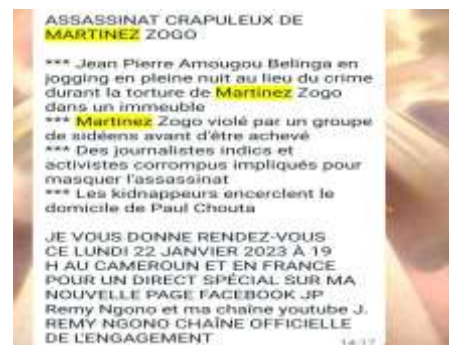 ASSASSINAT CRAPULEUX DE
MARTINEZ ZOGO
*** Jean Pierre Amougou Belinga en
jogging en pleine nuit au lieu du crime
durant la torture de Martinez Zogo
dans un immeuble
*** Martinez Zogo violé par un groupe
de sidéens avant d'être achevé
*** Des journalistes indics et
activistes corrompus impliqués pour
masquer l'assassinat
*** Les kidnappeurs encerclent le
domicile de Paul Chouta
JE VOUS DONNE RENDEZ-VOUS
CE LUNDI 22 JANVIER 2023 À 19
H AU CAMEROUN ET EN FRANCE
POUR UN DIRECT SPÉCIAL SUR MA
NOUVELLE PAGE FACEBOOK JP
Remy Ngono et ma chaîne youtube J.
REMY NGONO CHAÎNE OFFICIELLE
DE L'ENGAGEMENT
14:17